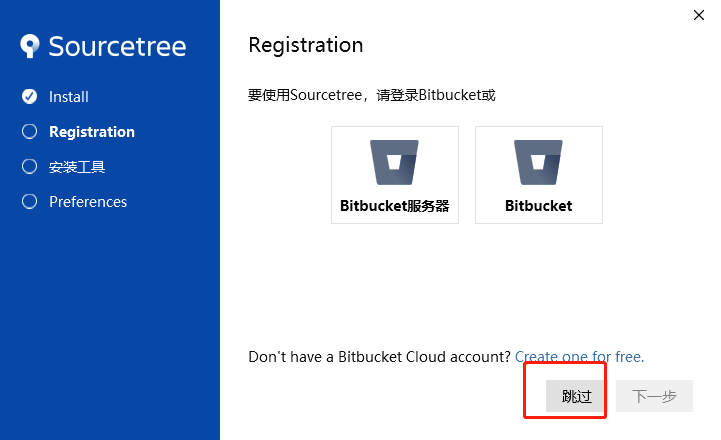 Sourcetree
Install
Registration
安装工具
Preferences
Registration
要使用Sourcetree，请登录Bitbucket或
Bitbucket服务器
Bitbucket
Don't have a Bitbucket Cloud account? Create one for free.
跳过
下一步